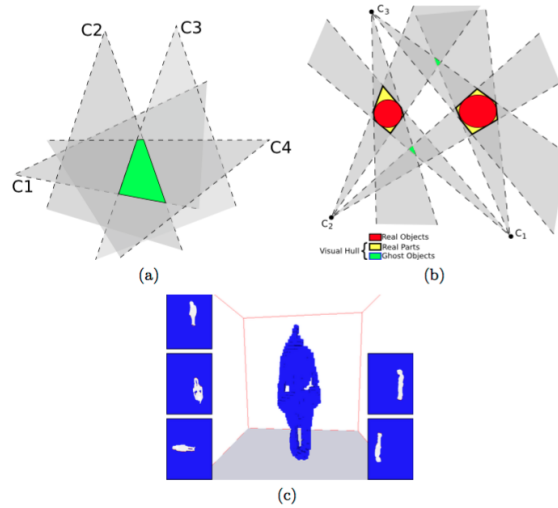 C2
C3
C4
C1
(a)
C3
C2
C1
Real Objects
Visual Hull { Real Parts
Ghost Objects
(b)
(c)